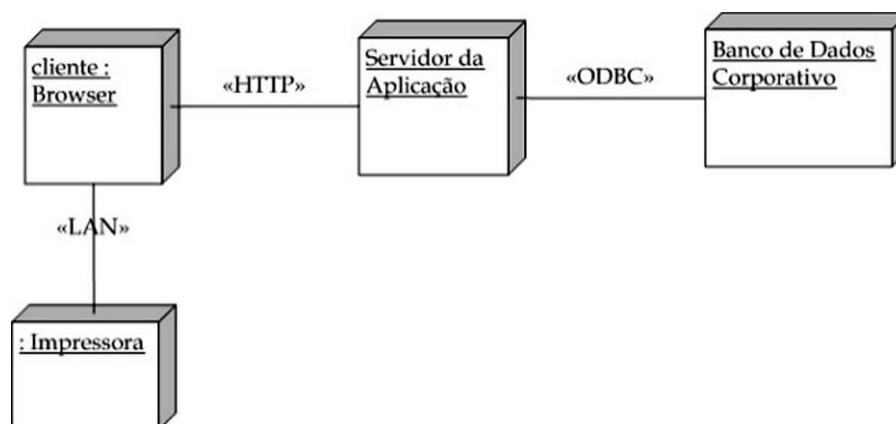 cliente :
Browser
«HTTP»
Servidor da
Aplicação
«ODBC»
Banco de Dados
Corporativo
«LAN»
: Impressora